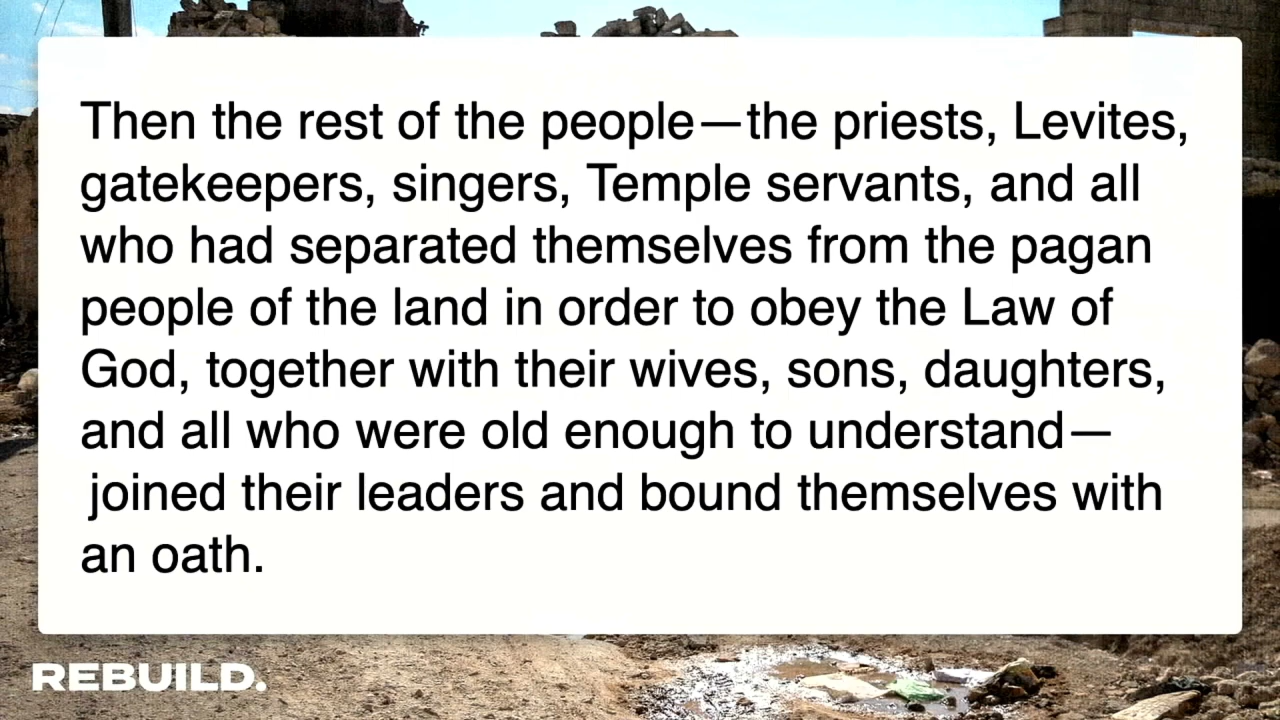 Then the rest of the people—the priests, Levites,
gatekeepers, singers, Temple servants, and all
who had separated themselves from the pagan
people of the land in order to obey the Law of
God, together with their wives, sons, daughters,
and all who were old enough to understand—
joined their leaders and bound themselves with
an oath.
REBUILD.